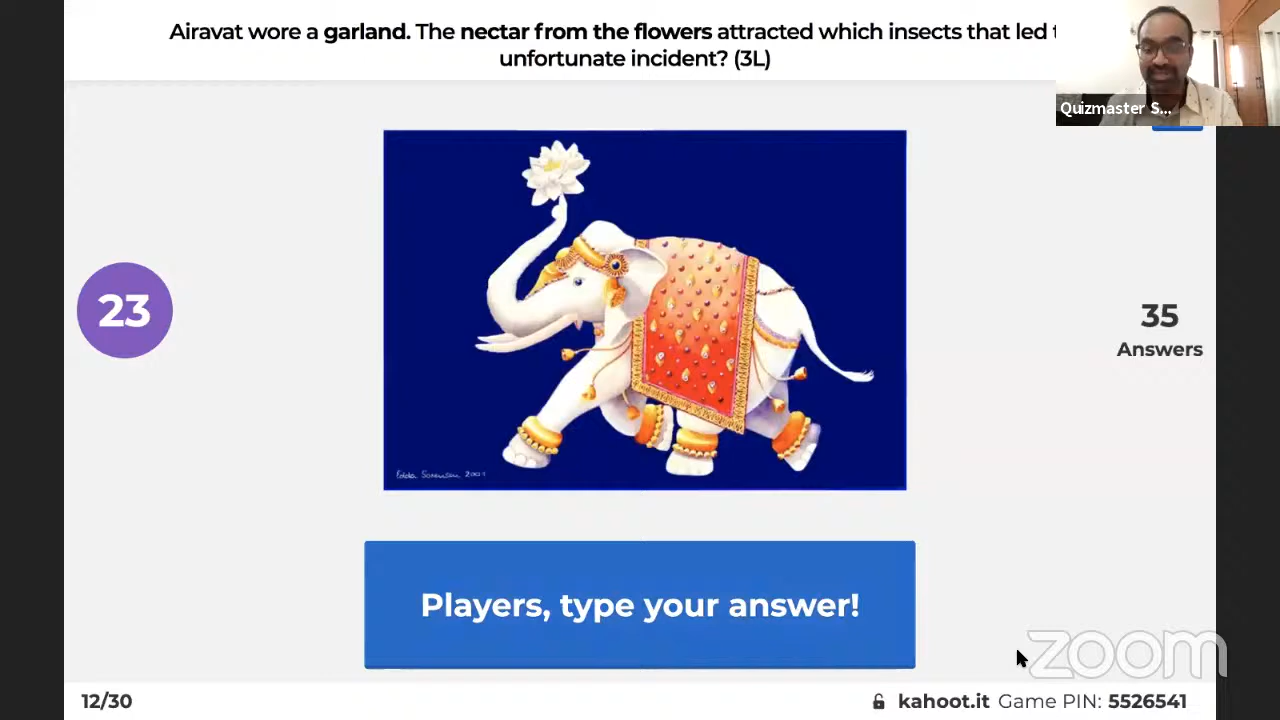 Airavat wore a garland. The nectar from the flowers attracted which insects that led
unfortunate incident? (3L)
Quizmaster S...
23
35
Answers
2001
Players, type your answer!
zoom
12/30
kahoot.it Game PIN: 5526541